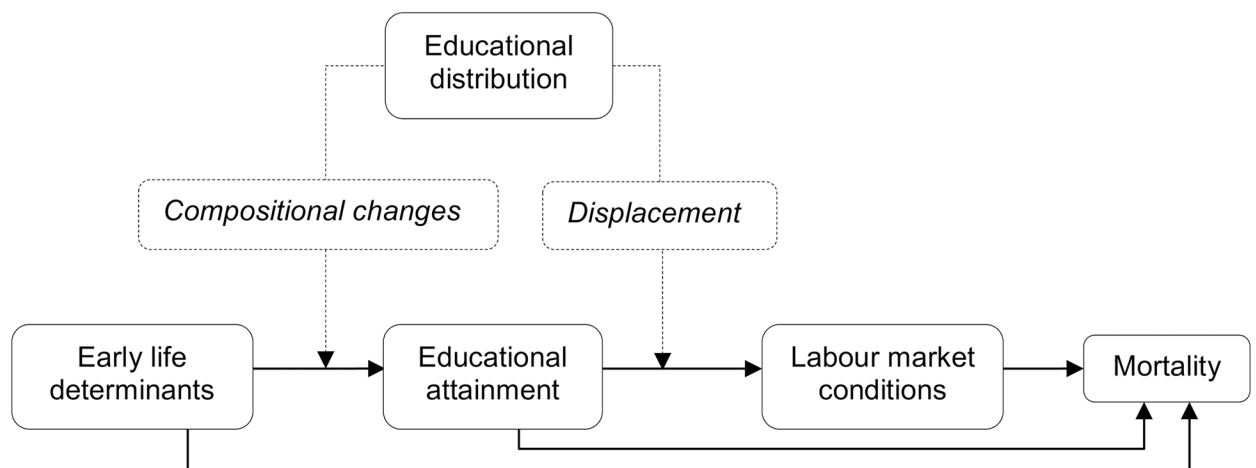 Educational
distribution
Compositional changes
Displacement
Early life
determinants
Educational
attainment
Labour market
conditions
Mortality